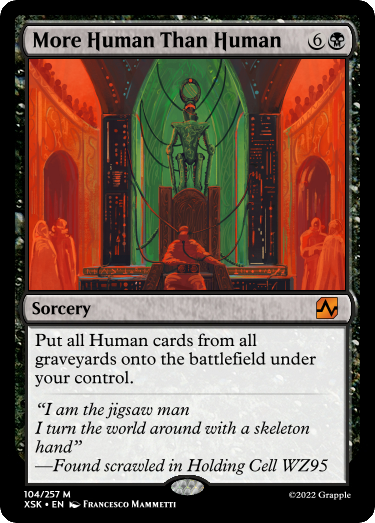 More Human Than Human 6
Sorcery
Put all Human cards from all
graveyards onto the battlefield under
your control.
“I am the jigsaw man
I turn the world around with a skeleton
hand”
—Found scrawled in Holding Cell WZ95
104/257 M
XSK • EN Francesco Mammetti
©2022 Grapple